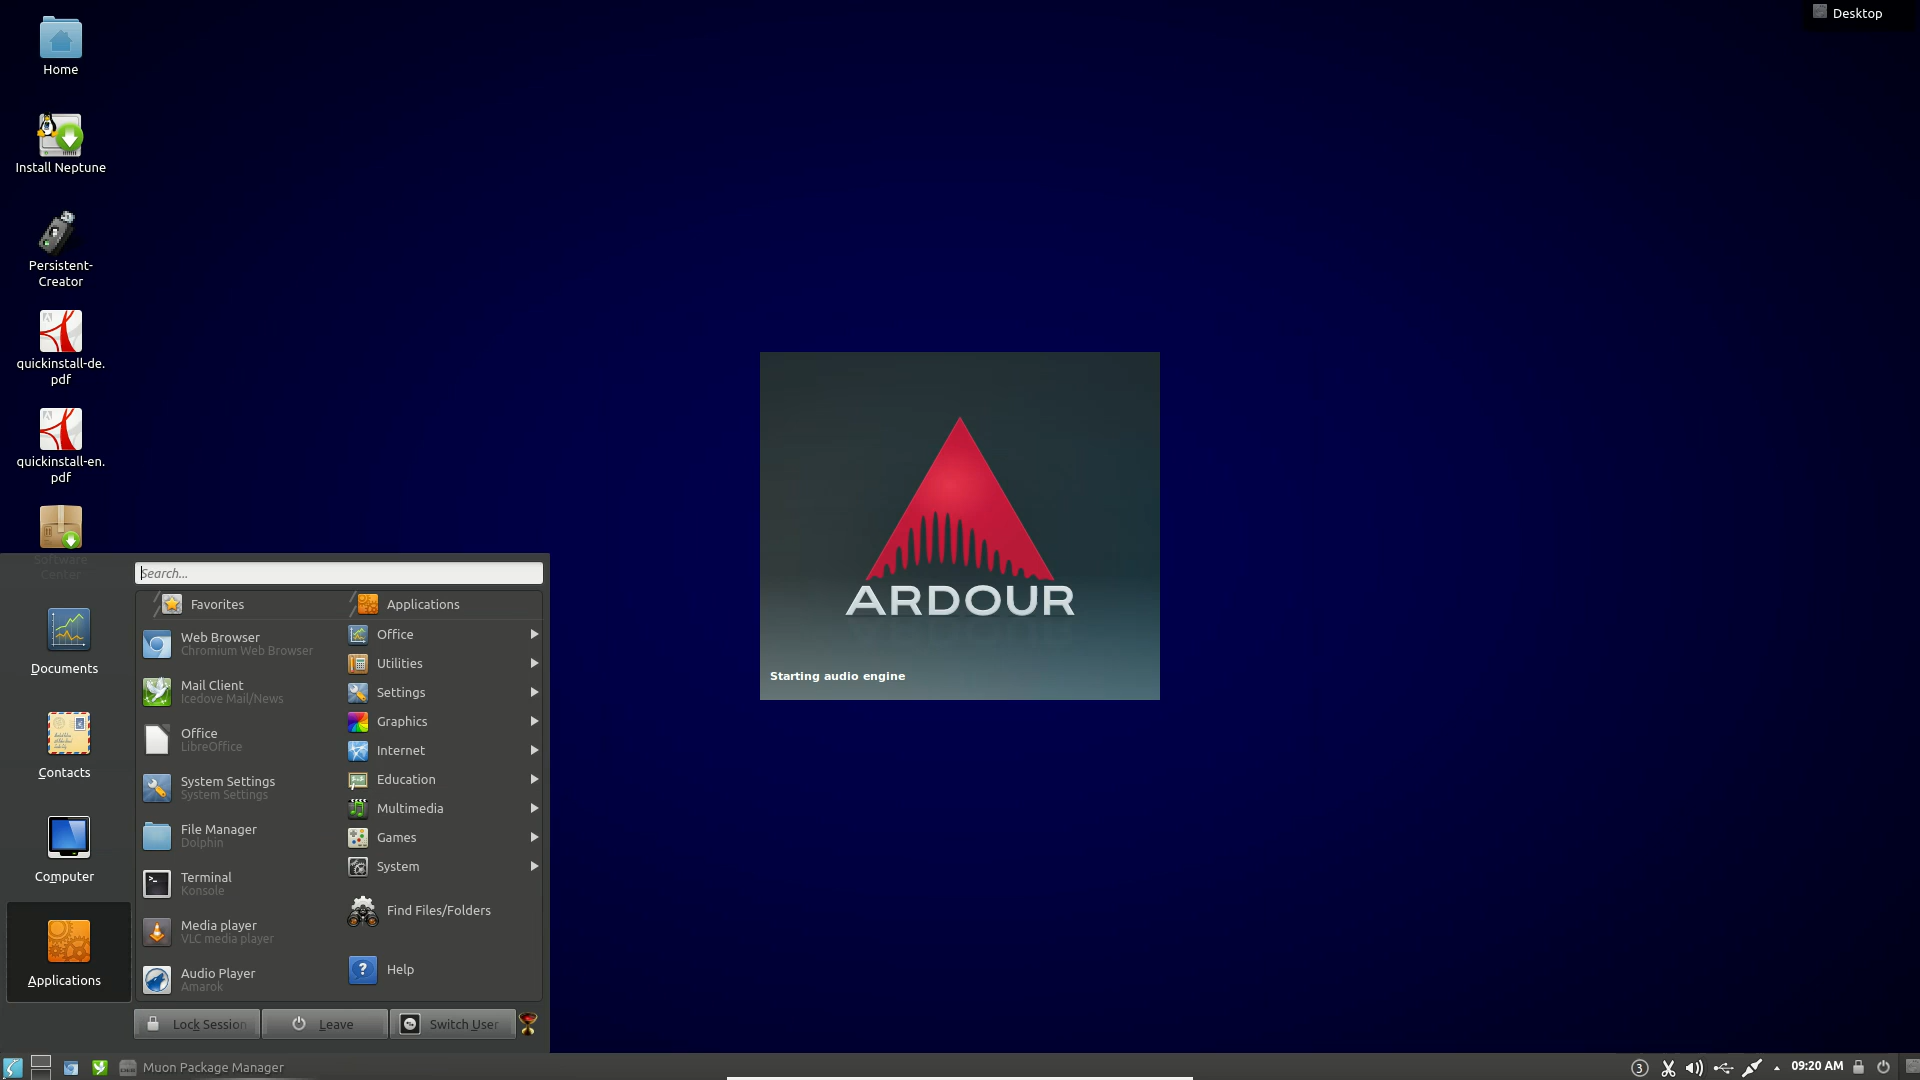 Desktop
Home
Install Neptune
Persistent-
Creator
quickinstall-de.
pdf
quickinstall-en.
pdf
Software
Center
Search...
Favorites
Applications
Web Browser
Chromium Web Browser
Mail Client
Icedove Mail/News
Office
LibreOffice
System Settings
System Settings
File Manager
Dolphin
Terminal
Konsole
Media player
VLC media player
Audio Player
Amarok
Office
Utilities
Settings
Graphics
Internet
Education
Multimedia
Games
System
Find Files/Folders
Help
Documents
Contacts
Computer
Applications
Lock Session
Leave
Switch User
ARDOUR
Starting audio engine
Muon Package Manager
3
09:20 AM